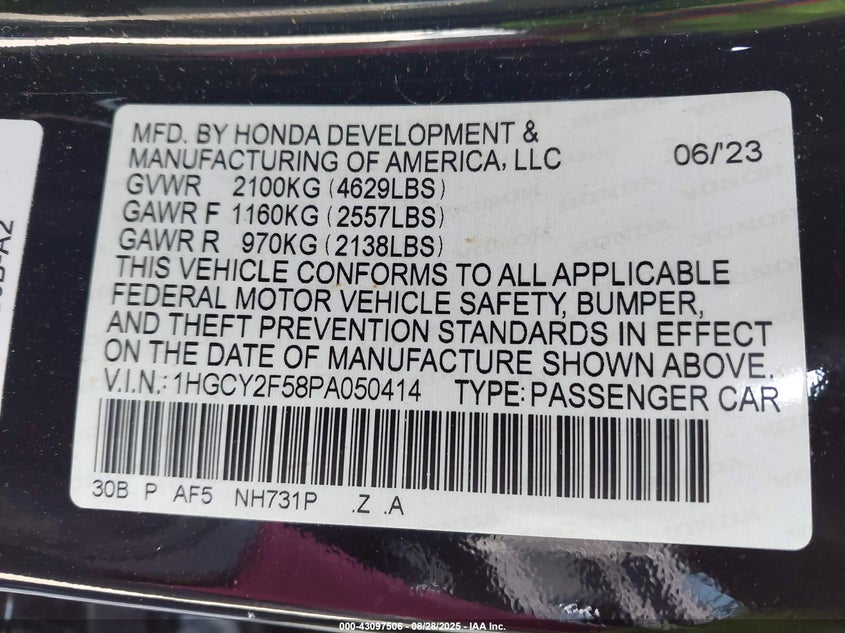 MFD. BY HONDA DEVELOPMENT &
MANUFACTURING OF AMERICA, LLC 06/'23
GVWR 2100KG (4629LBS)
GAWR F 1160KG (2557LBS)
GAWR R 970KG (2138LBS)
THIS VEHICLE CONFORMS TO ALL APPLICABLE
FEDERAL MOTOR VEHICLE SAFETY, BUMPER,
AND THEFT PREVENTION STANDARDS IN EFFECT
ON THE DATE OF MANUFACTURE SHOWN ABOVE.
V.I.N.: 1HGCY2F58PA050414 TYPE: PASSENGER CAR
30B P AF5 NH731P .Z .A
000-43097506 - 08/28/2025 - IAA Inc.